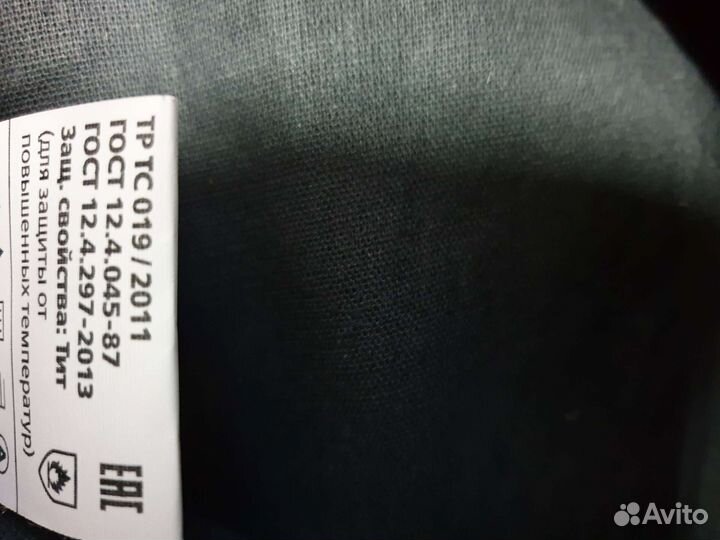 ТР ТС 019 / 2011
ГОСТ 12.4.045-87
ГОСТ 12.4.297-2013
Защ. свойства: Тит
(для защиты от
повышенных температур)
EAC
Avito